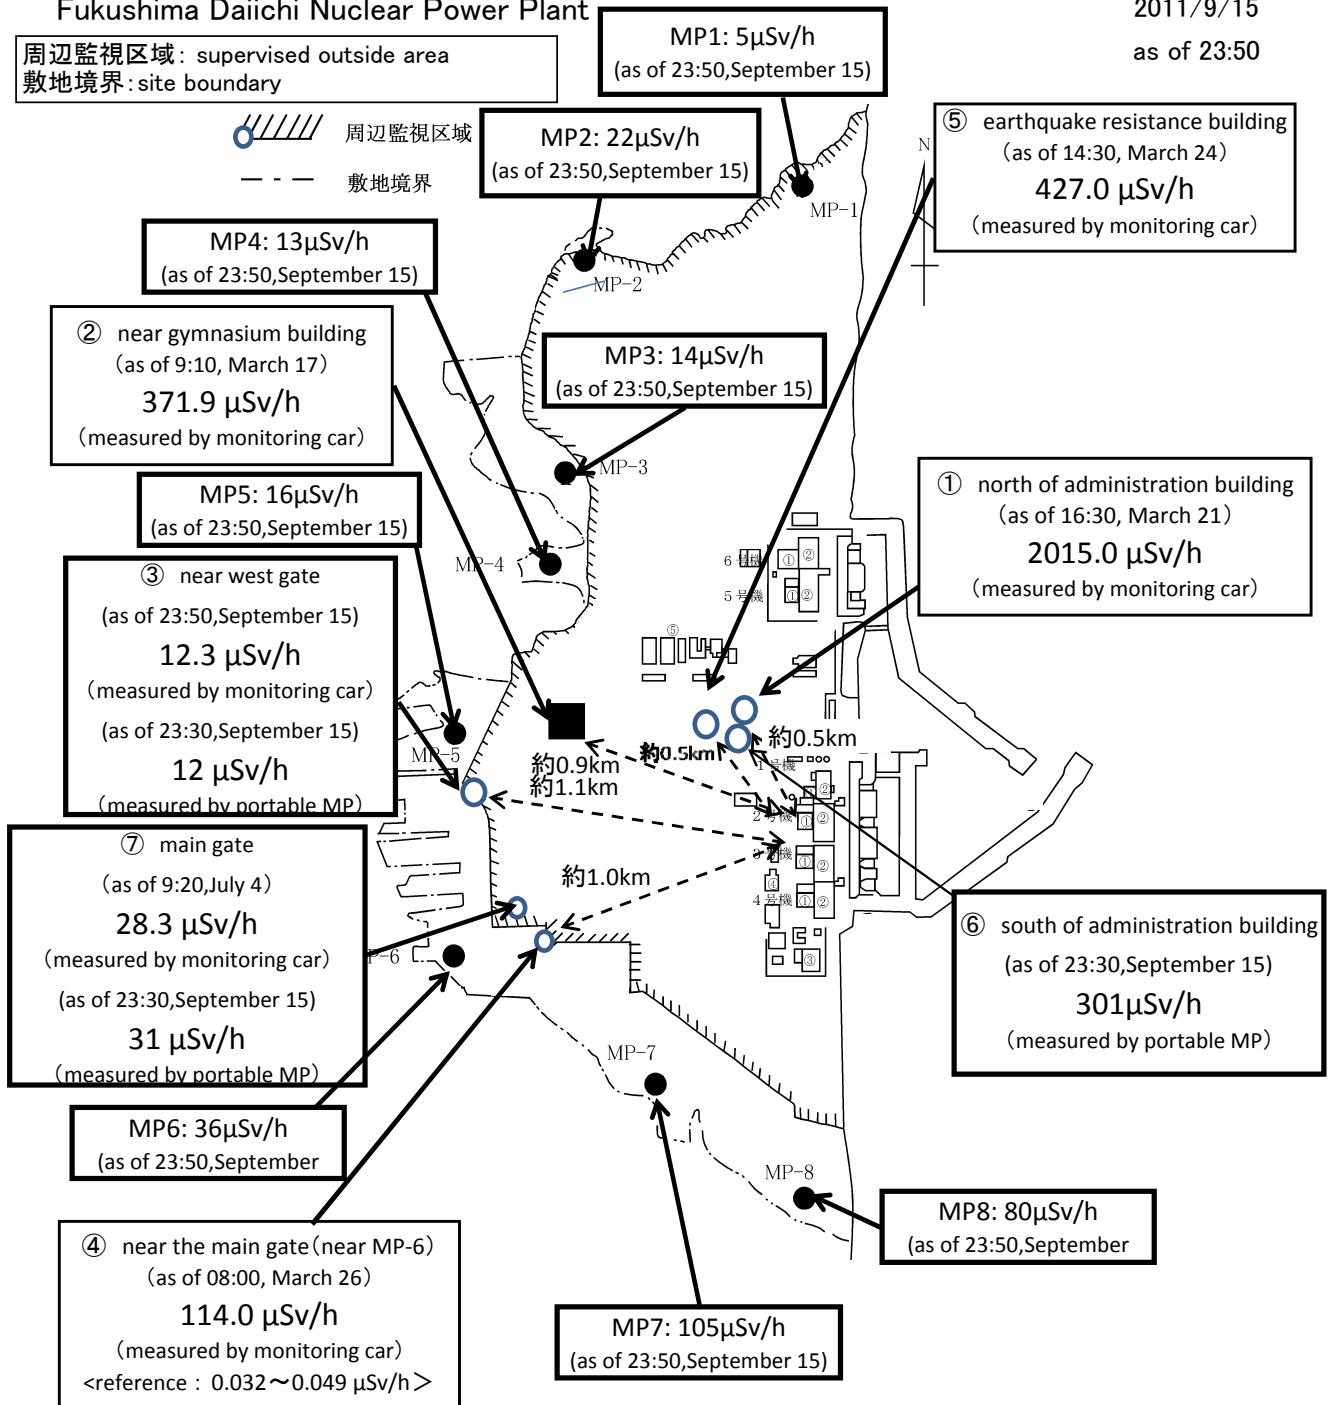 Fukushima Daiichi Nuclear Power Plant
2011/9/15
as of 23:50
周辺監視区域: supervised outside area
敷地境界:site boundary
周辺監視区域
敷地境界
MP1: 5μSv/h
(as of 23:50,September 15)
MP2: 22μSv/h
(as of 23:50,September 15)
⑤ earthquake resistance building
(as of 14:30, March 24)
427.0 μSv/h
(measured by monitoring car)
N
MP-1
MP4: 13μSv/h
(as of 23:50,September 15)
MP-2
② near gymnasium building
(as of 9:10, March 17)
371.9 μSv/h
(measured by monitoring car)
MP3: 14μSv/h
(as of 23:50,September 15)
MP-3
MP5: 16μSv/h
(as of 23:50,September 15)
① north of administration building
(as of 16:30, March 21)
2015.0 μSv/h
(measured by monitoring car)
MP-4
③ near west gate
(as of 23:50,September 15)
12.3 μSv/h
(measured by monitoring car)
(as of 23:30,September 15)
12 μSv/h
(measured by portable MP)
6号機
① ②
5号機
① ②
⑤
MP-5
約0.9km
約1.1km
約0.5km
約0.5km
1号機
②
2号機
① ②
3号機
① ②
④
4号機
① ②
③
約1.0km
⑦ main gate
(as of 9:20,July 4)
28.3 μSv/h
(measured by monitoring car)
(as of 23:30,September 15)
31 μSv/h
(measured by portable MP)
P-6
⑥ south of administration building
(as of 23:30,September 15)
301μSv/h
(measured by portable MP)
MP-7
MP6: 36μSv/h
(as of 23:50,September
MP-8
MP8: 80μSv/h
(as of 23:50,September
④ near the main gate(near MP-6)
(as of 08:00, March 26)
114.0 μSv/h
(measured by monitoring car)
<reference : 0.032～0.049 μSv/h>
MP7: 105μSv/h
(as of 23:50,September 15)